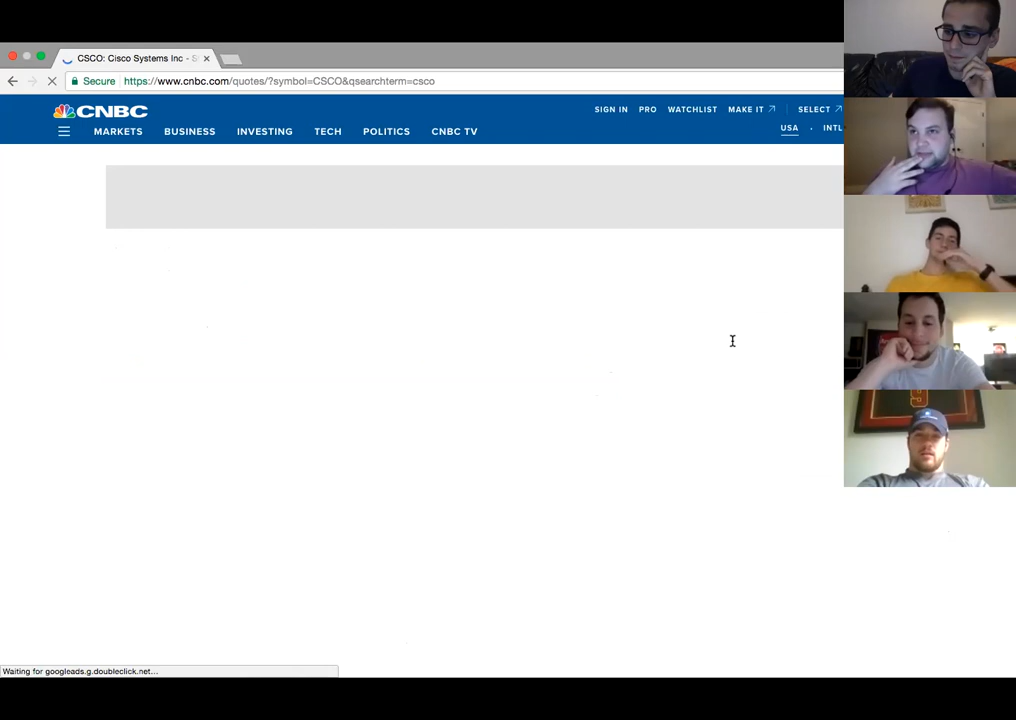 CSCO: Cisco Systems Inc - S
Secure https://www.cnbc.com/quotes/?symbol=CSCO&qsearchterm=csco
CNBC SIGN IN PRO WATCHLIST MAKE IT SELECT
MARKETS BUSINESS INVESTING TECH POLITICS CNBC TV USA · INTL
Waiting for googleads.g.doubleclick.net...